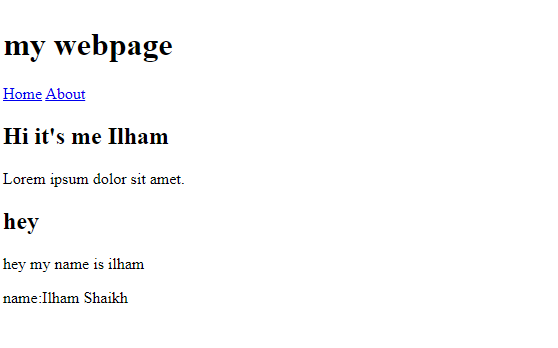 my webpage
Home About
Hi it's me Ilham
Lorem ipsum dolor sit amet.
hey
hey my name is ilham
name:Ilham Shaikh